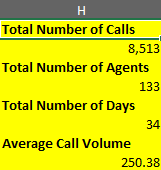 H
Total Number of Calls
8,513
Total Number of Agents
133
Total Number of Days
34
Average Call Volume
250.38